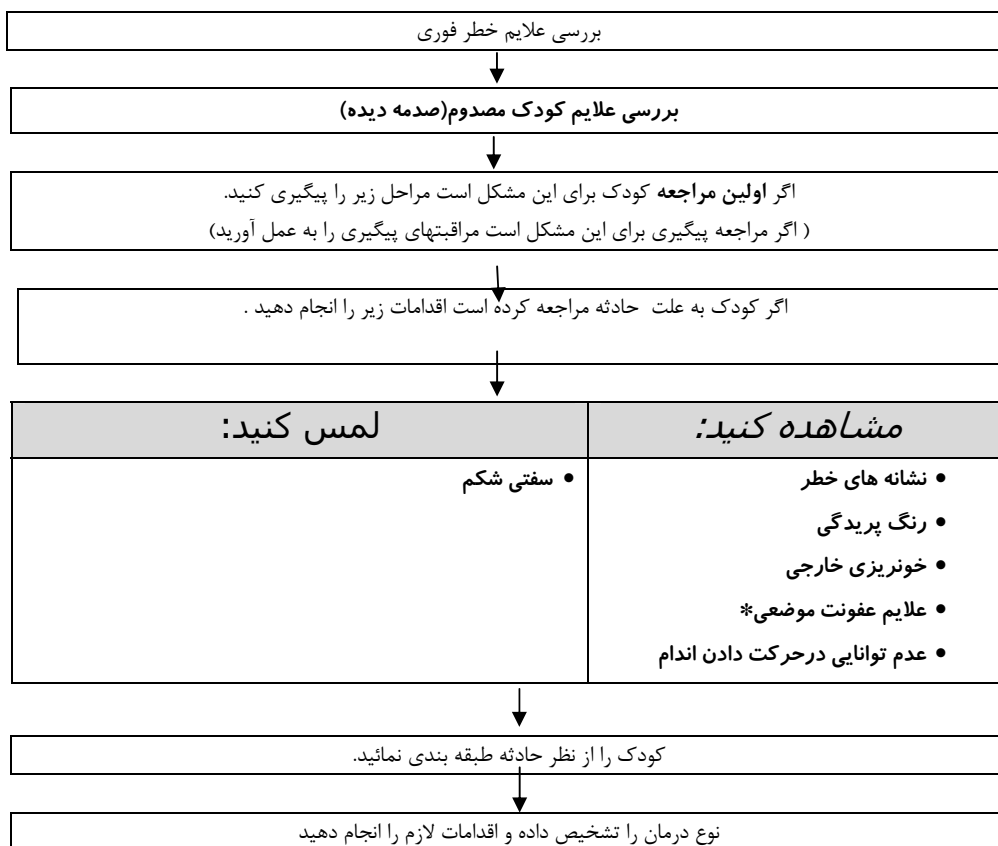 بررسی علایم خطر فوری
بررسی علایم کودک مصدوم(صدمه دیده)
اگر اولین مراجعه کودک برای این مشکل است مراحل زیر را پیگیری کنید.
( اگر مراجعه پیگیری برای این مشکل است مراقبتهای پیگیری را به عمل آورید)
اگر کودک به علت حادثه مراجعه کرده است اقدامات زیر را انجام دهید .
مشاهده کنید:
• نشانه های خطر
• رنگ پریدگی
• خونریزی خارجی
• علایم عفونت موضعی*
• عدم توانایی درحرکت دادن اندام
لمس کنید:
• سفتی شکم
کودک را از نظر حادثه طبقه بندی نمائید.
نوع درمان را تشخیص داده و اقدامات لازم را انجام دهید